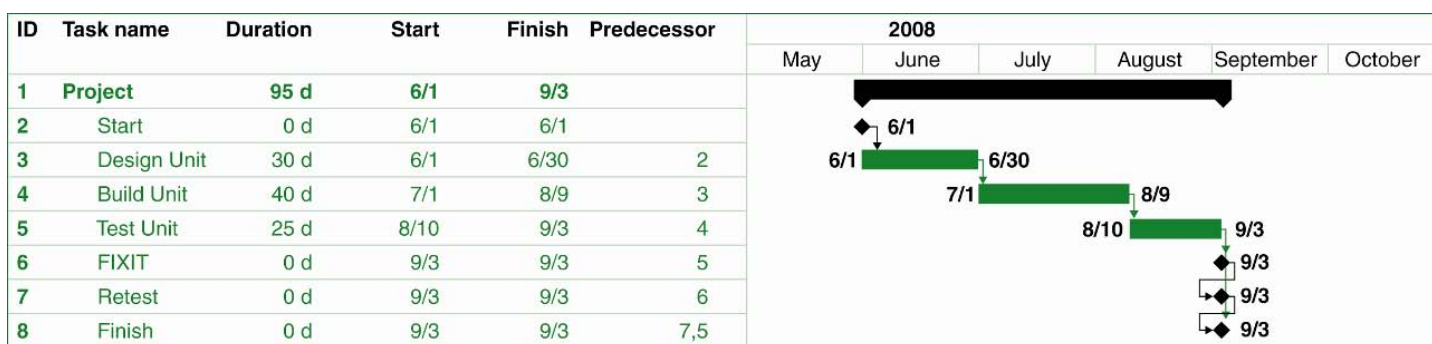 ID Task name Duration Start Finish Predecessor 2008
May June July August September October
1 Project 95 d 6/1 9/3
2 Start 0 d 6/1 6/1 6/1
3 Design Unit 30 d 6/1 6/30 2 6/1 6/30
4 Build Unit 40 d 7/1 8/9 3 7/1 8/9
5 Test Unit 25 d 8/10 9/3 4 8/10 9/3
6 FIXIT 0 d 9/3 9/3 5 9/3
7 Retest 0 d 9/3 9/3 6 9/3
8 Finish 0 d 9/3 9/3 7,5 9/3